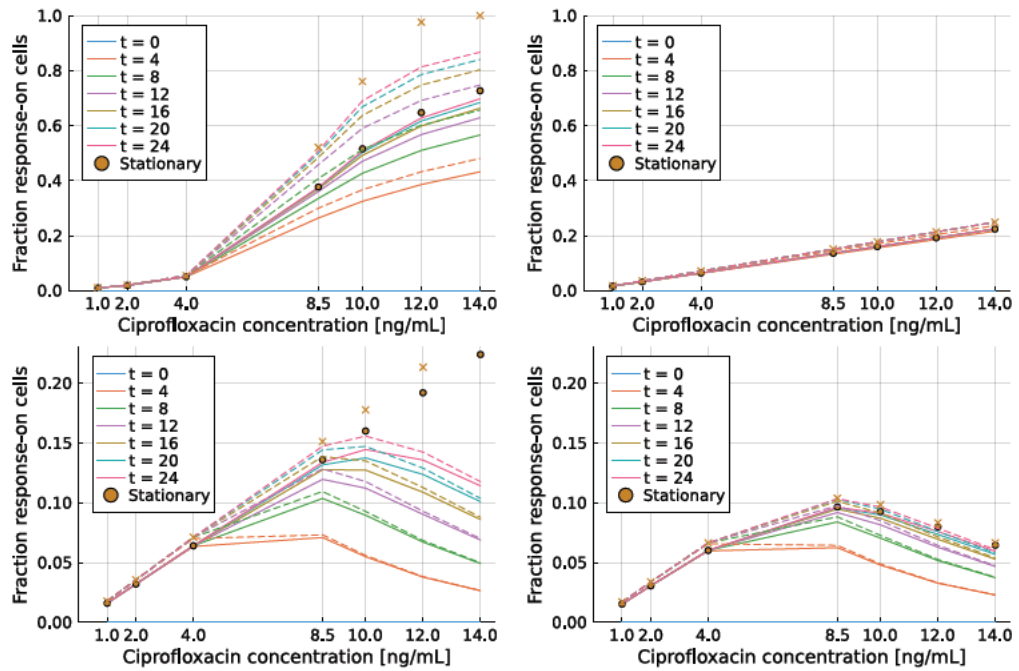 Fraction response-on cells
1.0
0.8
0.6
0.4
0.2
0.0
t = 0
t = 4
t = 8
t = 12
t = 16
t = 20
t = 24
Stationary
1.0 2.0 4.0 8.5 10.0 12.0 14.0
Ciprofloxacin concentration [ng/mL]
Fraction response-on cells
1.0
0.8
0.6
0.4
0.2
0.0
t = 0
t = 4
t = 8
t = 12
t = 16
t = 20
t = 24
Stationary
1.0 2.0 4.0 8.5 10.0 12.0 14.0
Ciprofloxacin concentration [ng/mL]
Fraction response-on cells
0.20
0.15
0.10
0.05
0.00
t = 0
t = 4
t = 8
t = 12
t = 16
t = 20
t = 24
Stationary
1.0 2.0 4.0 8.5 10.0 12.0 14.0
Ciprofloxacin concentration [ng/mL]
Fraction response-on cells
0.20
0.15
0.10
0.05
0.00
t = 0
t = 4
t = 8
t = 12
t = 16
t = 20
t = 24
Stationary
1.0 2.0 4.0 8.5 10.0 12.0 14.0
Ciprofloxacin concentration [ng/mL]